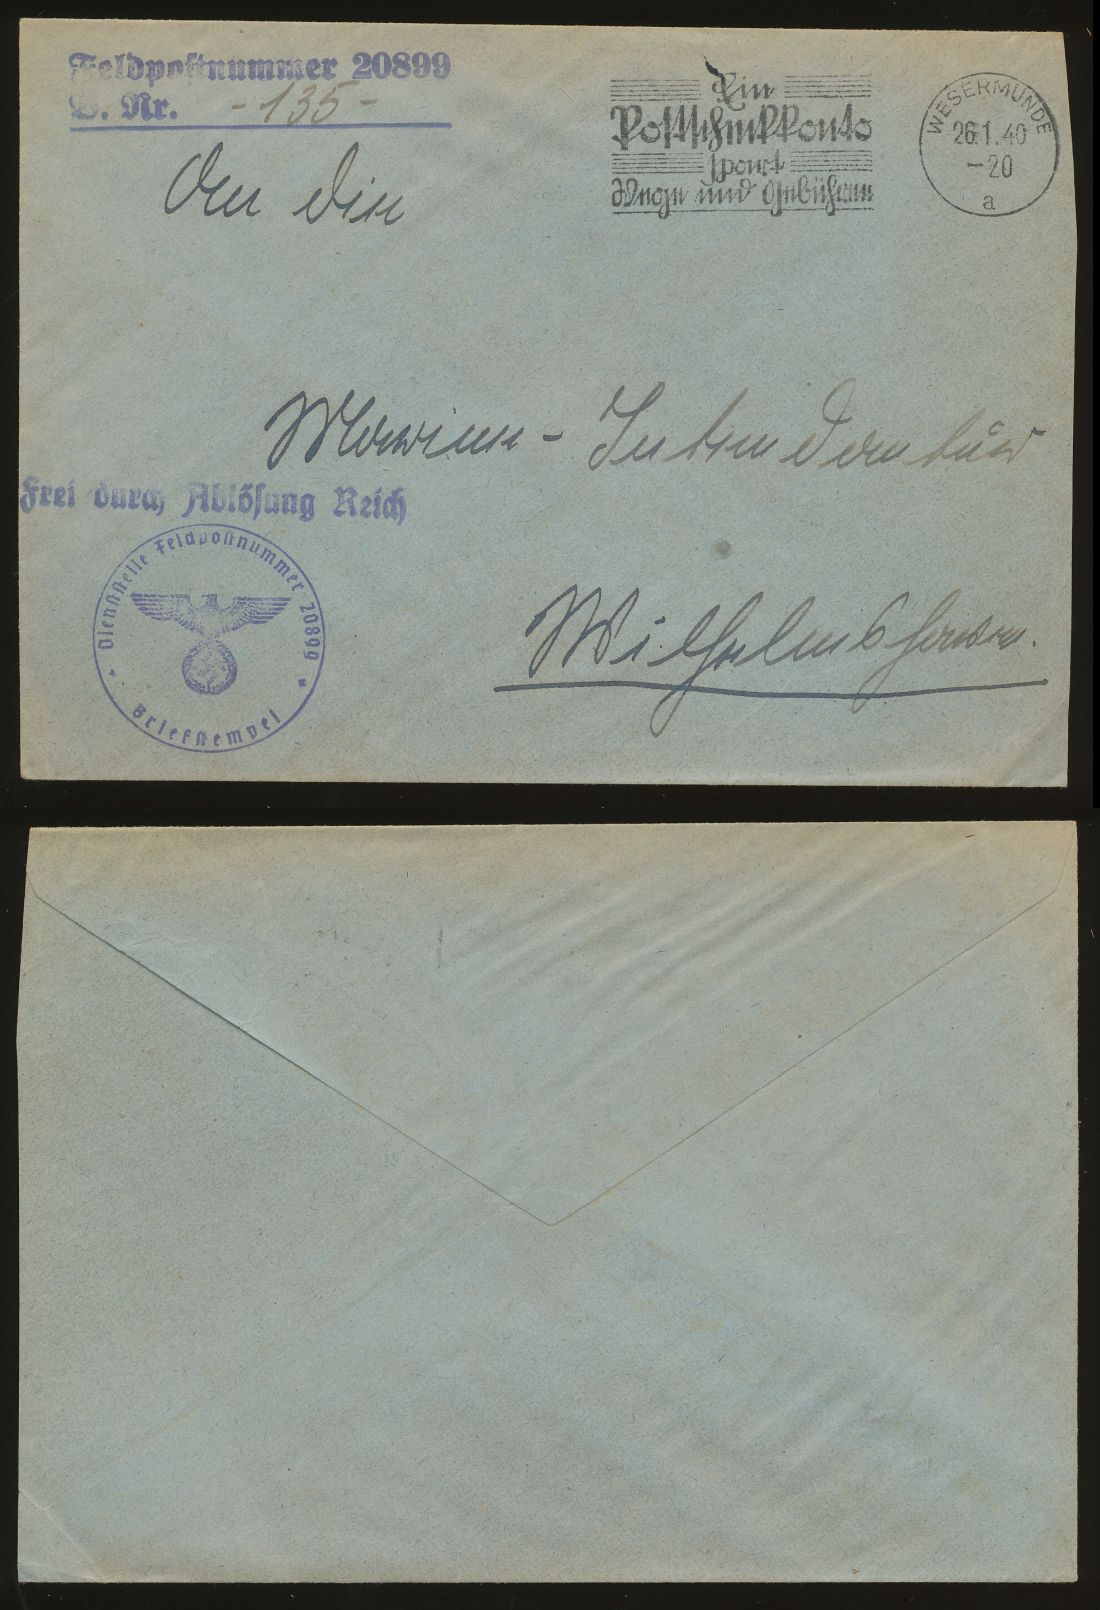 Feldpostnummer 20899
B. Nr. -135-
Ein
Postscheckkonto
spart
Wege und Gebühren
WESERMÜNDE
26.1.40
-20
a
An die
Marine-Intendantur
Frei durch Ablösung Reich
Dienststelle Feldpostnummer 20899
Briefstempel
Wilhelmshaven.